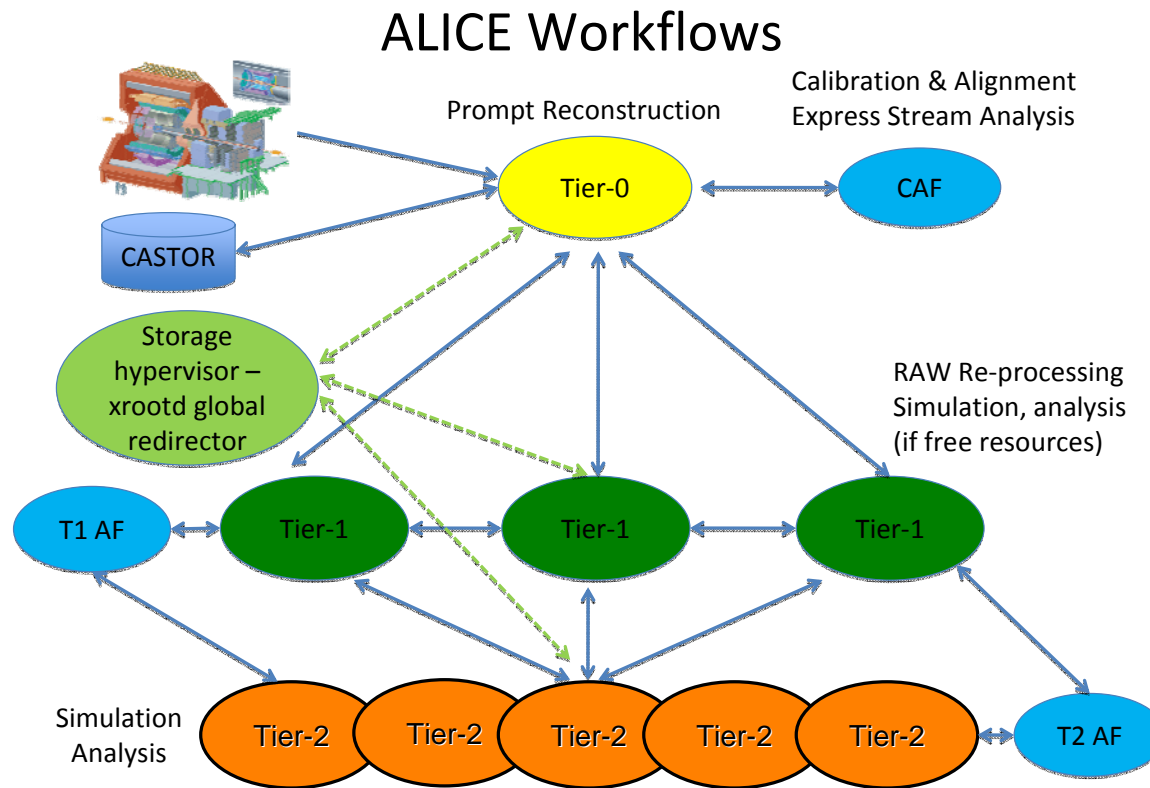 ALICE Workflows
Prompt Reconstruction
Calibration & Alignment
Express Stream Analysis
Tier-0
CAF
CASTOR
Storage
hypervisor –
xrootd global
redirector
RAW Re-processing
Simulation, analysis
(if free resources)
T1 AF
Tier-1
Tier-1
Tier-1
Simulation
Analysis
Tier-2
Tier-2
Tier-2
Tier-2
Tier-2
T2 AF